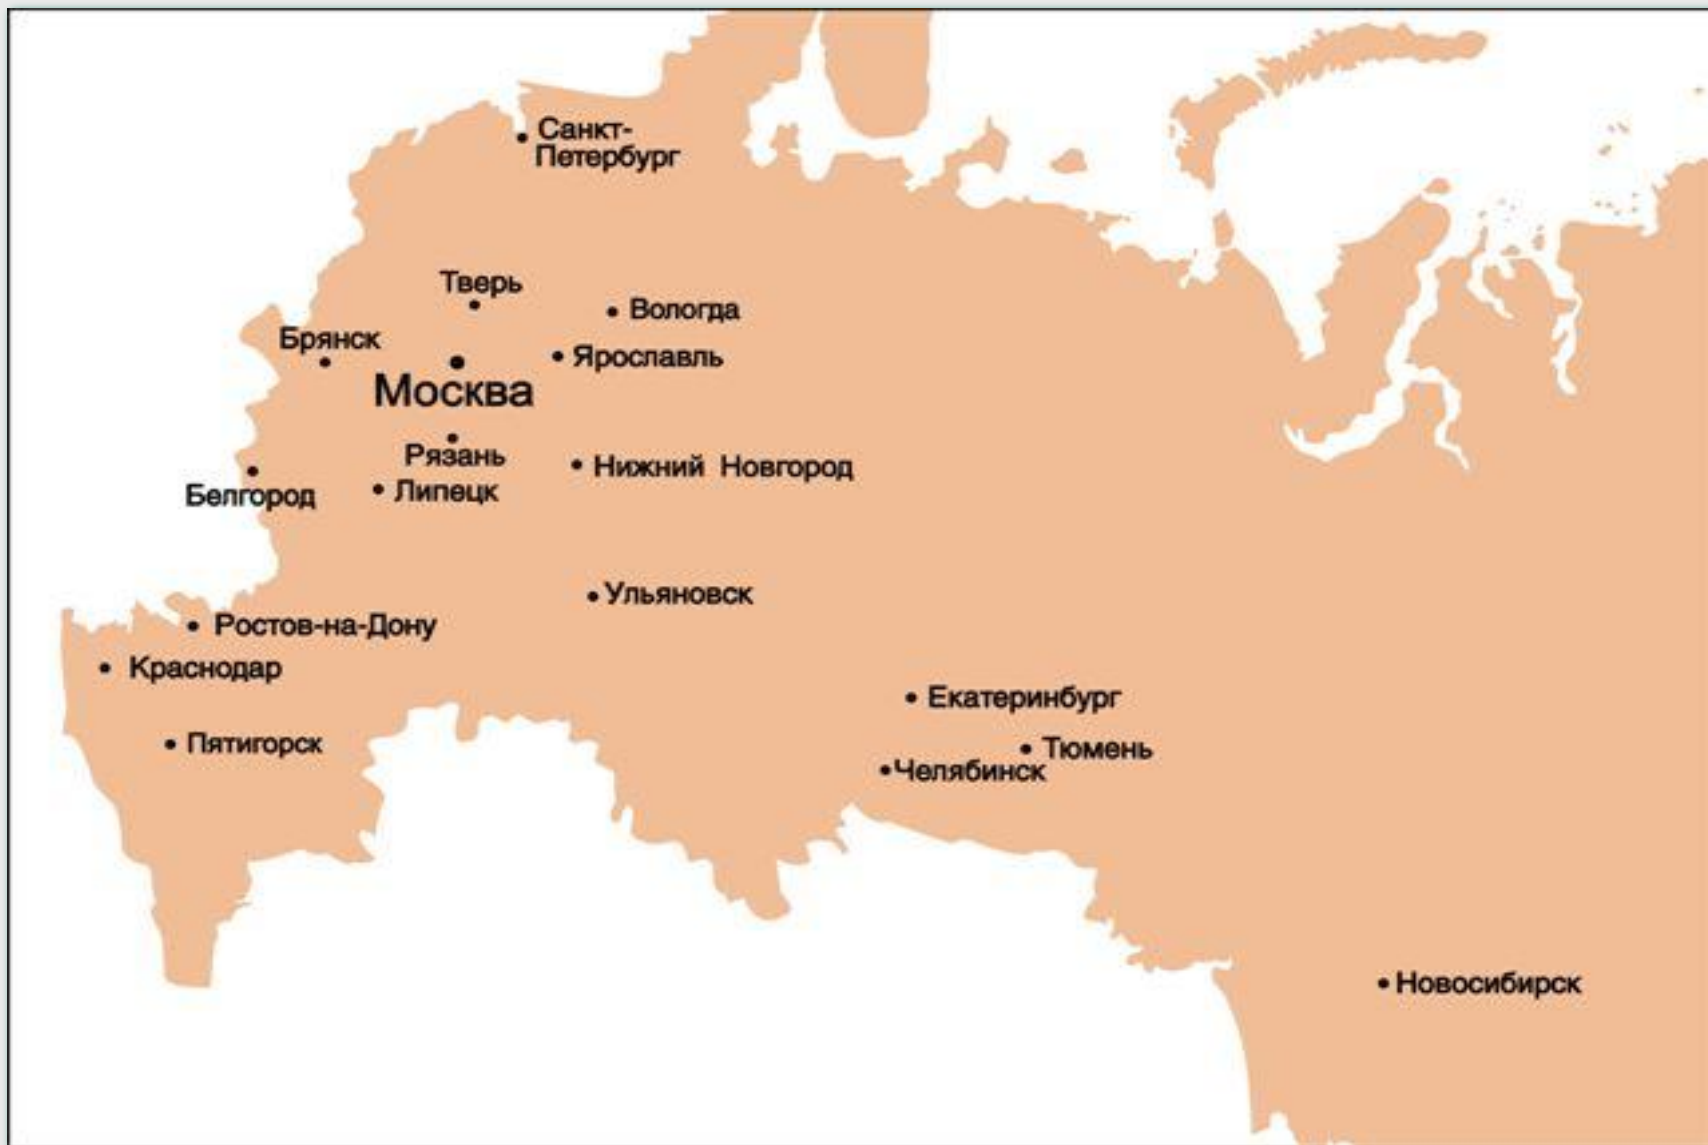 Санкт-
Петербург
Тверь
Вологда
Брянск
Ярославль
Москва
Рязань
Нижний Новгород
Белгород
Липецк
Ульяновск
Ростов-на-Дону
Краснодар
Екатеринбург
Пятигорск
Тюмень
Челябинск
Новосибирск